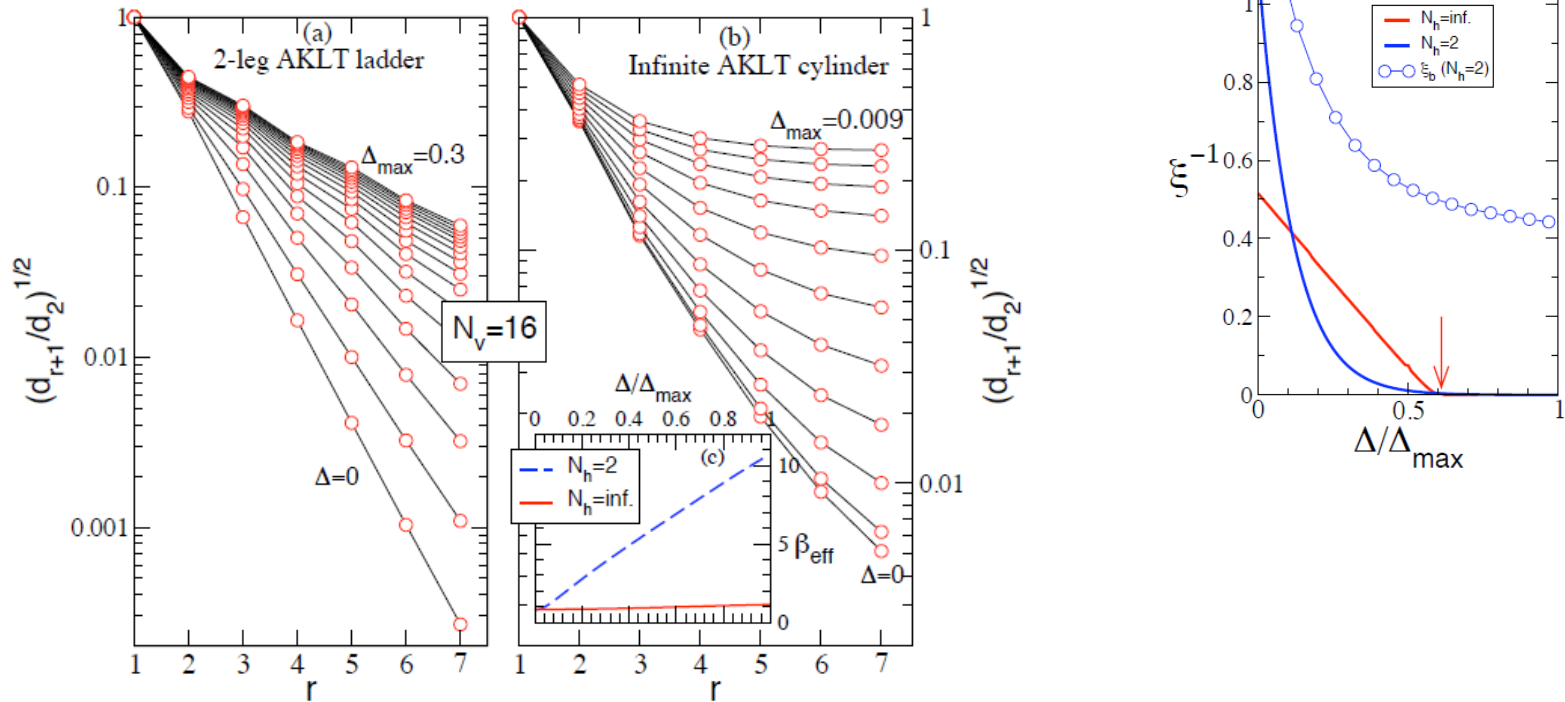 (a)
2-leg AKLT ladder
Δmax=0.3
Δ=0
1
0.1
0.01
0.001
(d_{r+1}/d_2)^{1/2}
1 2 3 4 5 6 7
r
N_v=16
(b)
Infinite AKLT cylinder
Δmax=0.009
Δ=0
1
0.1
0.01
(d_{r+1}/d_2)^{1/2}
1 2 3 4 5 6 7
r
Δ/Δmax
0 0.2 0.4 0.6 0.8 1
(c)
N_h=2
N_h=inf.
10
5
0
β_eff
N_h=inf.
N_h=2
ξ_b (N_h=2)
1
0.8
0.6
0.4
0.2
0
ξ^{-1}
0 0.5 1
Δ/Δmax